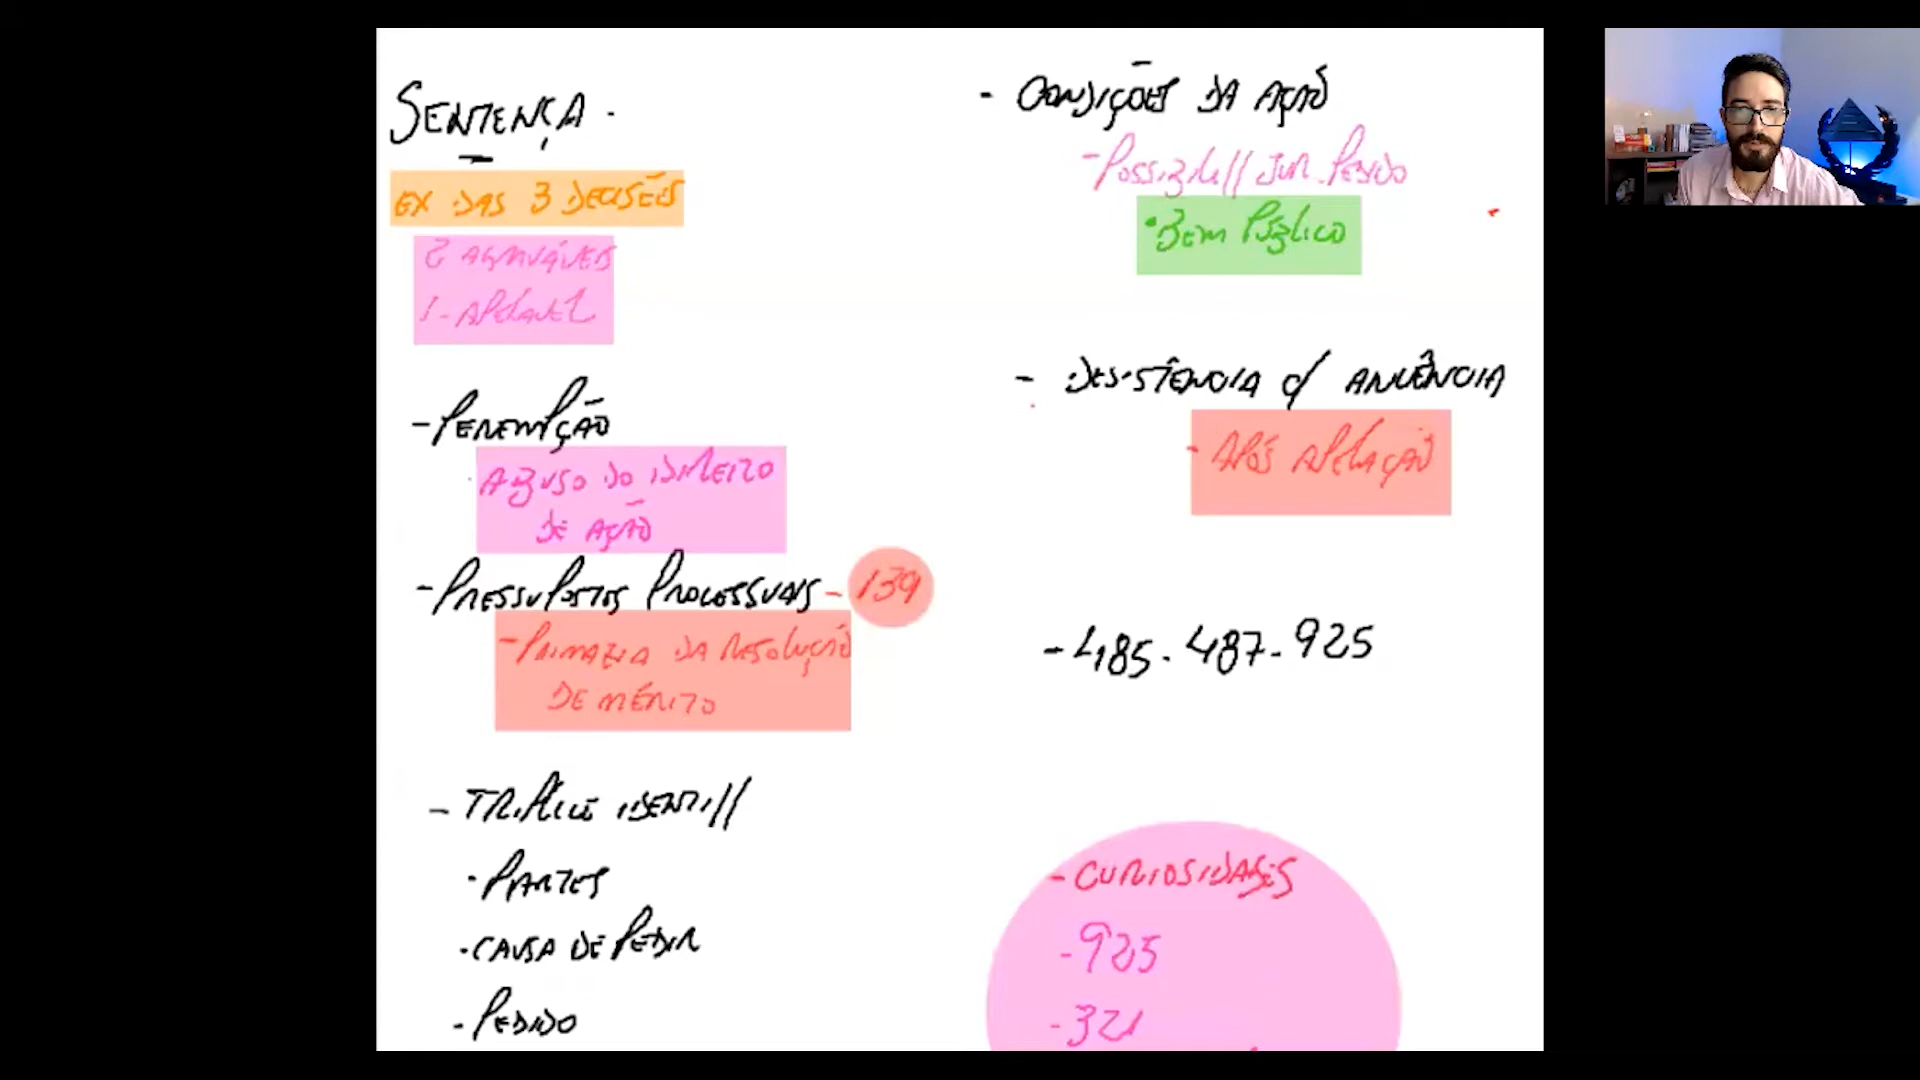 SENTENÇA.
EX DAS 3 DECISÕES
2 AGRAVÁVEIS
1 - APELÁVEL
- PEREMPÇÃO
ABUSO DO DIREITO
DE AÇÃO
- PRESSUPOSTOS PROCESSUAIS - 139
- PRIMAZIA DA RESOLUÇÃO
DE MÉRITO
- TRÍPLICE IDENTI//
• PARTES
• CAUSA DE PEDIR
• PEDIDO
- CONDIÇÕES DA AÇÃO
- POSSIBILI// JUR. PEDIDO
• BEM PÚBLICO
- DESISTÊNCIA C/ ANUÊNCIA
- APÓS APELAÇÃO
- 485. 487 - 925
- CURIOSIDADES
- 925
- 321